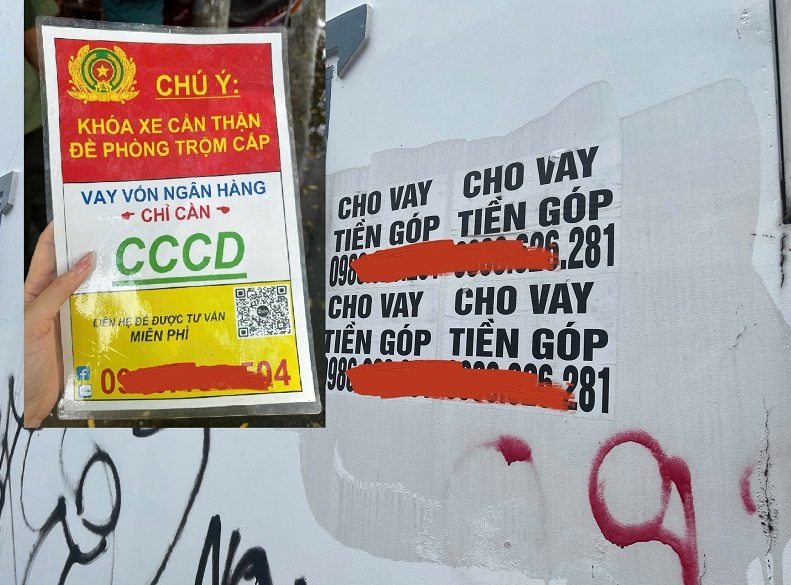 CHÚ Ý:
KHÓA XE CẨN THẬN
ĐỀ PHÒNG TRỘM CẮP
VAY VỐN NGÂN HÀNG
CHỈ CẦN
CCCD
LIÊN HỆ ĐỂ ĐƯỢC TƯ VẤN
MIỄN PHÍ
CHO VAY
TIỀN GÓP
CHO VAY
TIỀN GÓP
.281
CHO VAY
TIỀN GÓP
CHO VAY
TIỀN GÓP
281